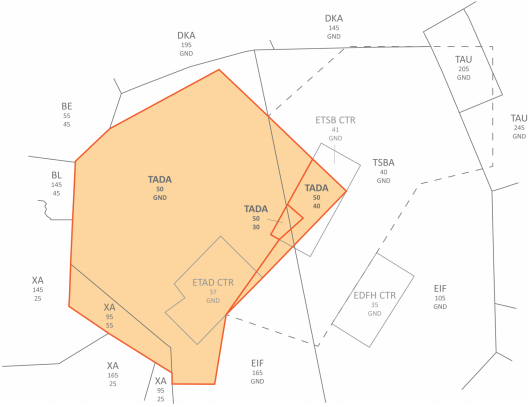 DKA
195
GND
DKA
145
GND
TAU
205
GND
BE
55
45
ETSB CTR
41
GND
TAU
245
GND
BL
145
45
TADA
50
GND
TSBA
40
GND
TADA
50
40
TADA
50
30
XA
145
25
ETAD CTR
37
GND
EDFH CTR
35
GND
EIF
105
GND
XA
95
55
XA
165
25
XA
95
25
EIF
165
GND